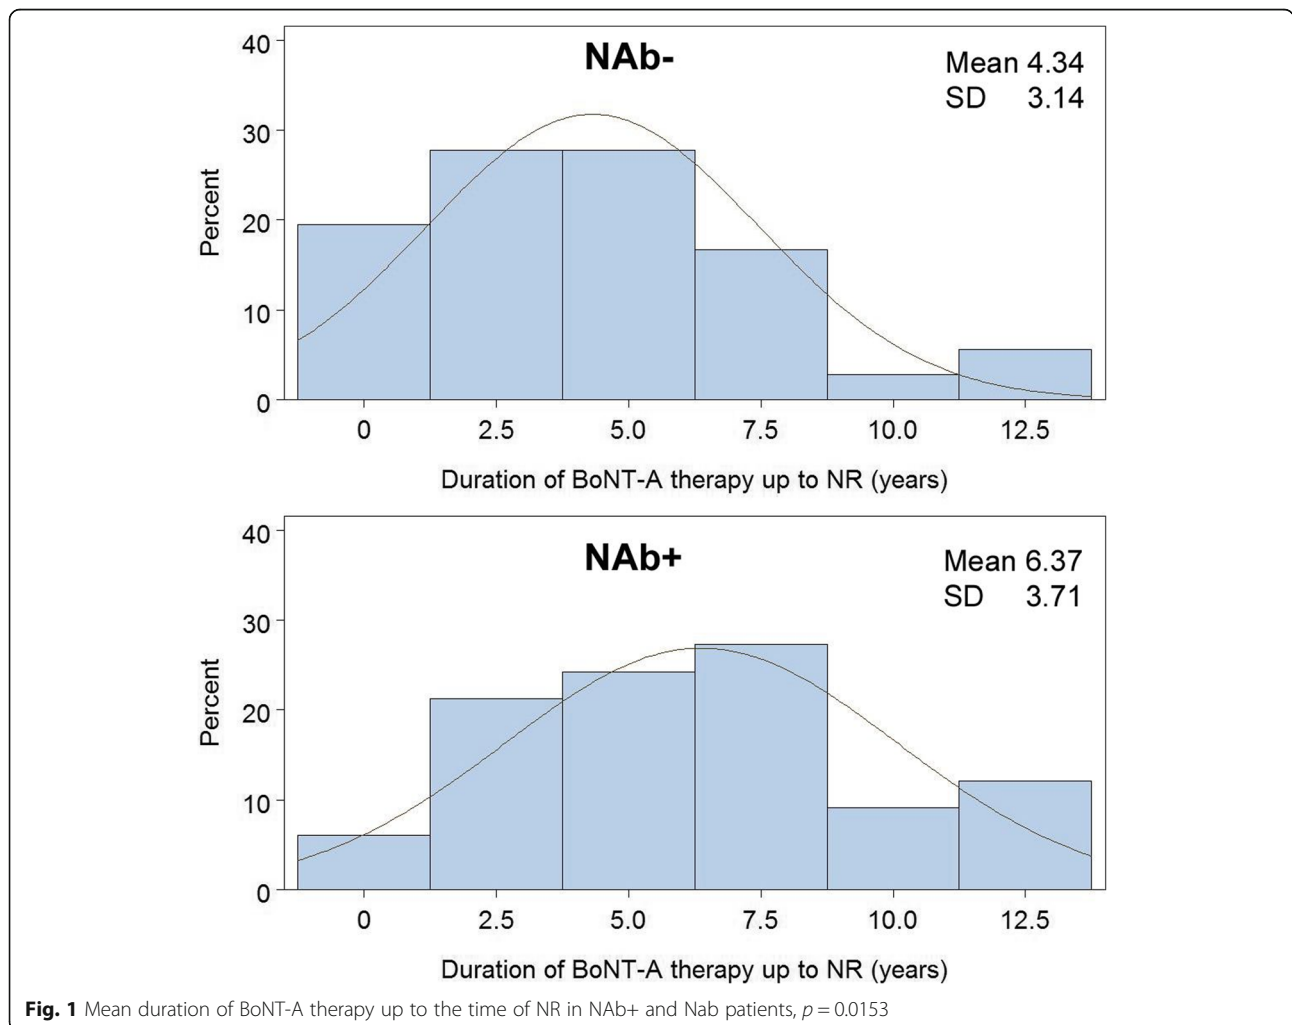 NAb-
Mean 4.34
SD 3.14
40
30
20
10
0
Percent
0 2.5 5.0 7.5 10.0 12.5
Duration of BoNT-A therapy up to NR (years)
NAb+
Mean 6.37
SD 3.71
40
30
20
10
0
Percent
0 2.5 5.0 7.5 10.0 12.5
Duration of BoNT-A therapy up to NR (years)
Fig. 1 Mean duration of BoNT-A therapy up to the time of NR in NAb+ and Nab patients, p = 0.0153